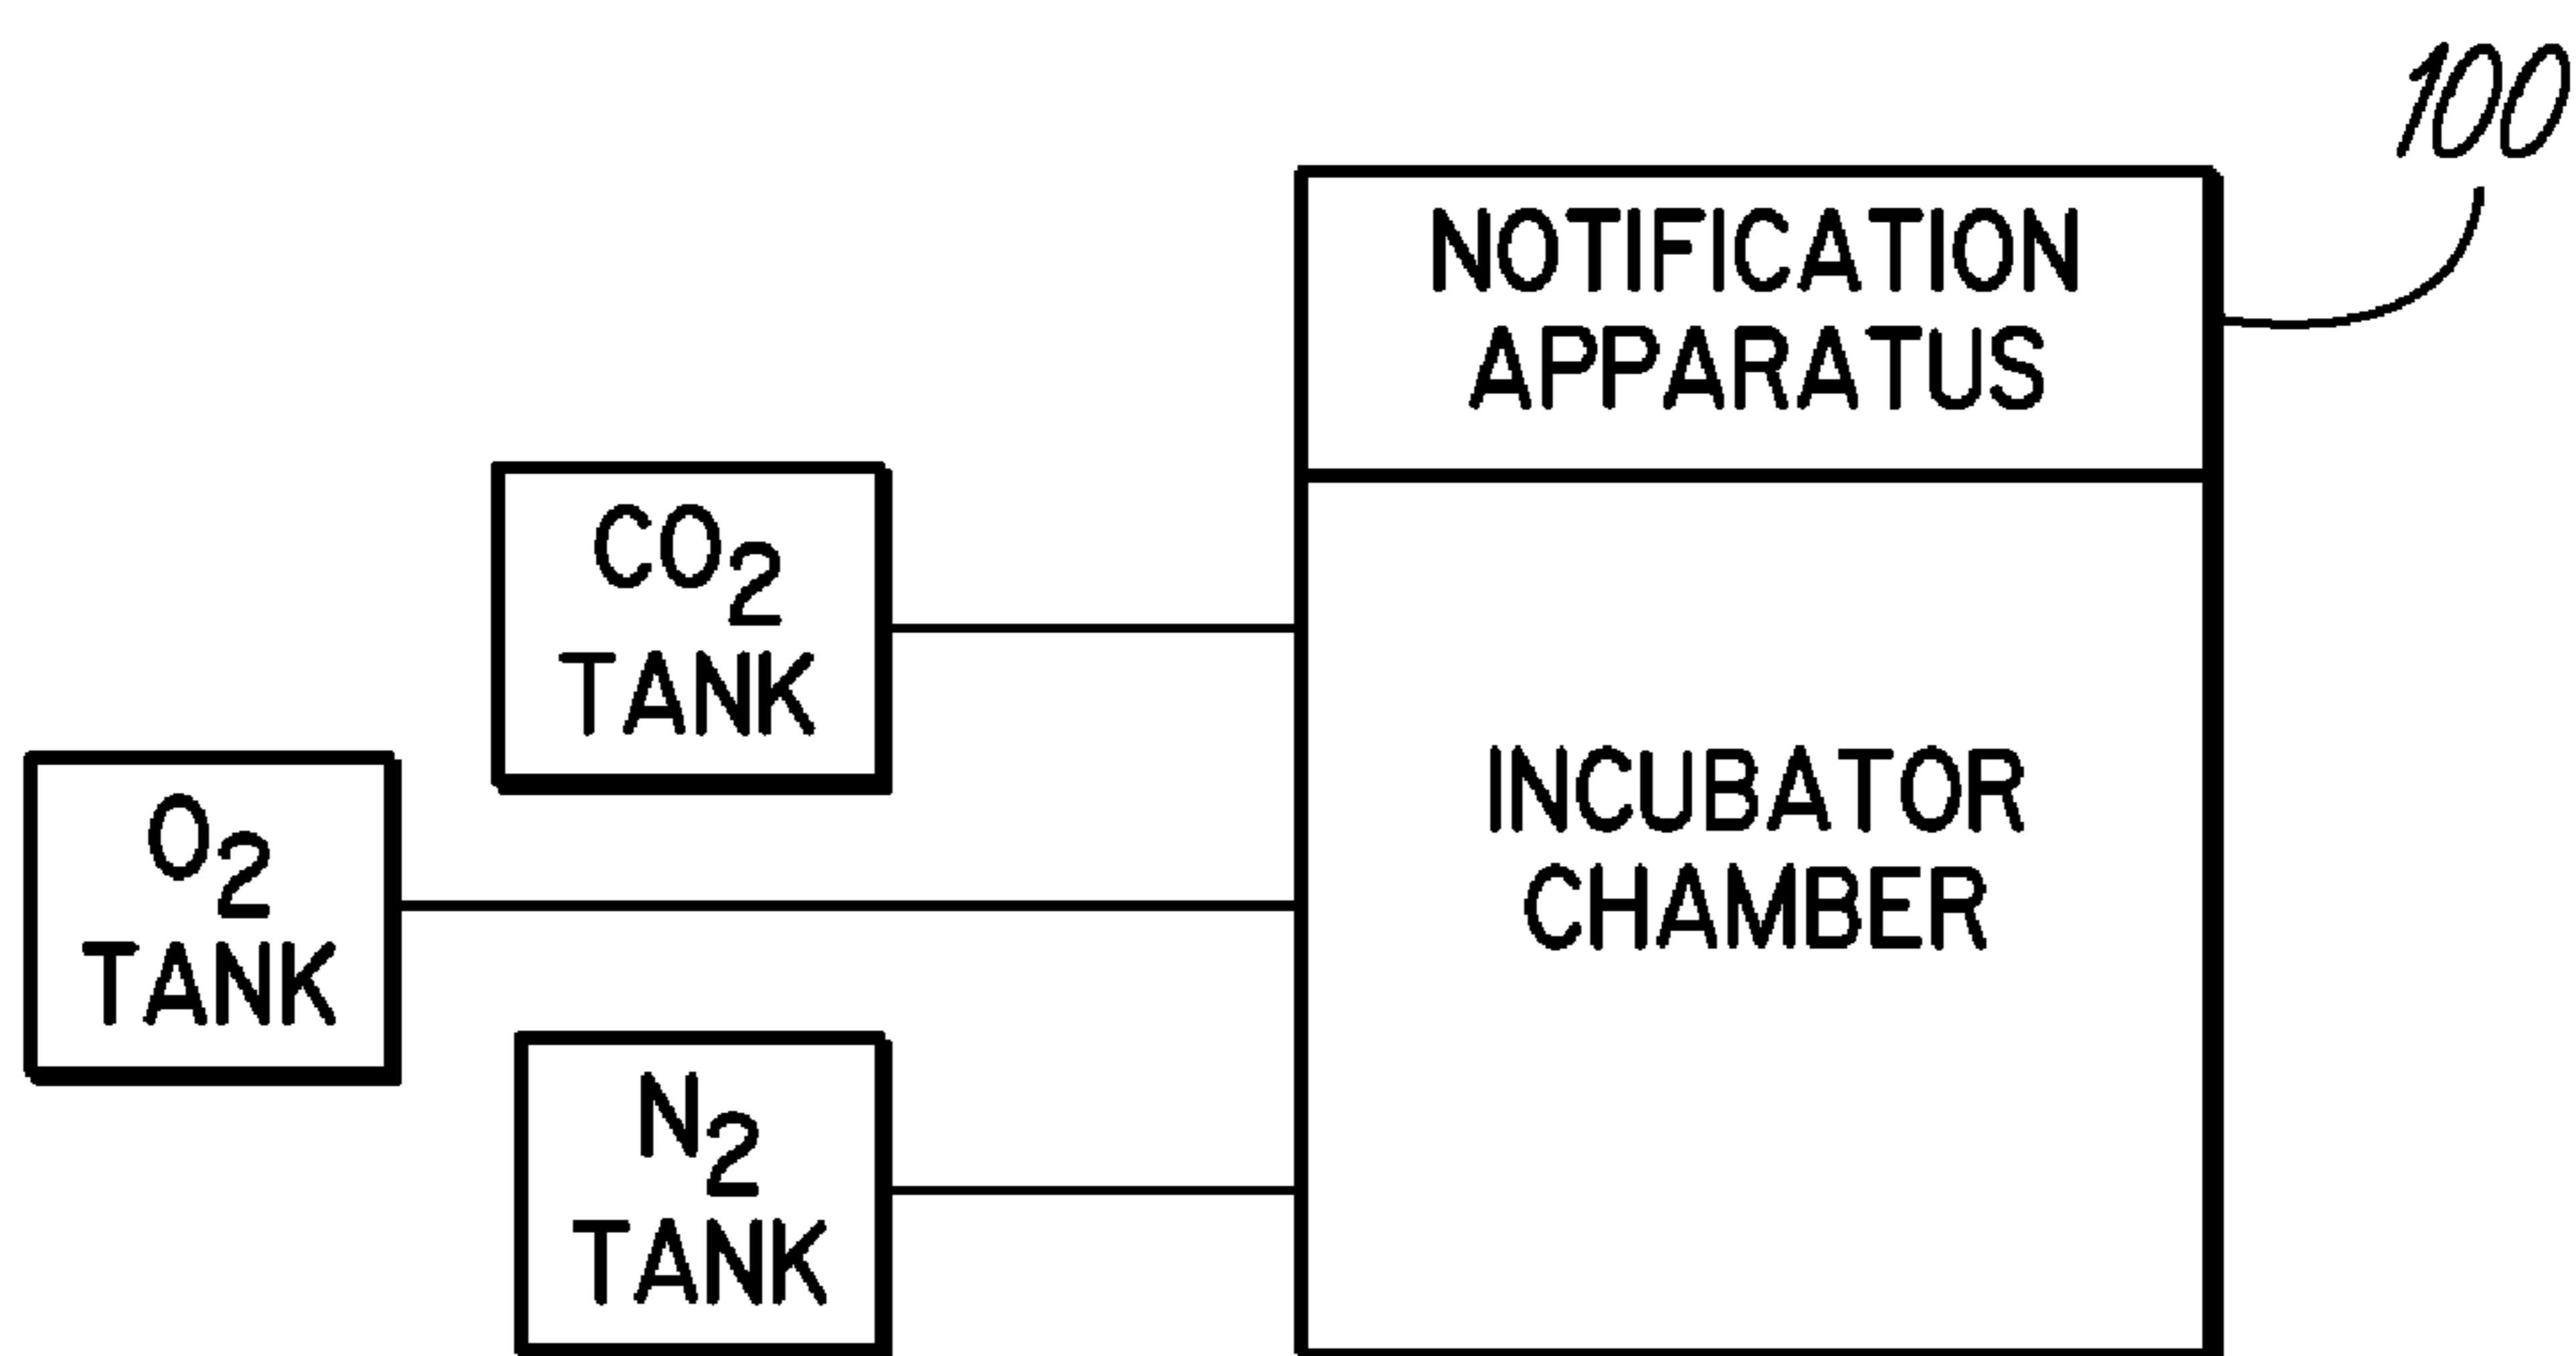 100
NOTIFICATION
APPARATUS
CO₂
TANK
O₂
TANK
INCUBATOR
CHAMBER
N₂
TANK